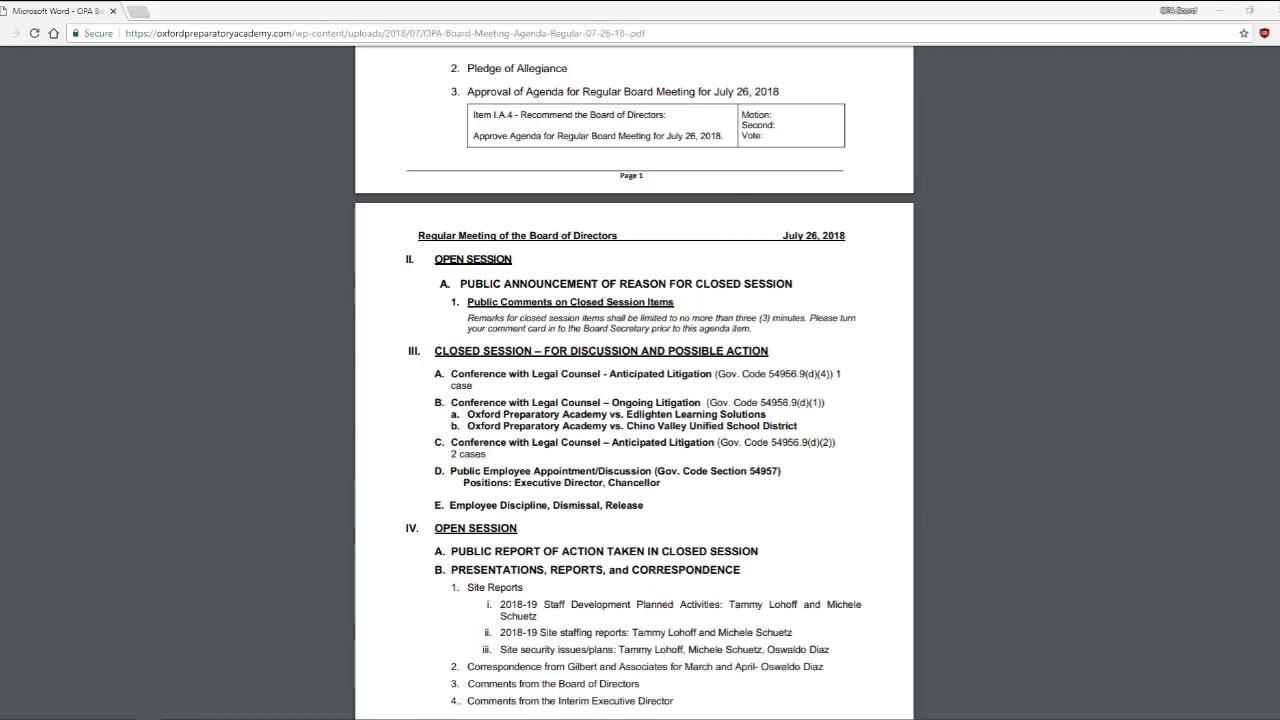 Microsoft Word - OPA Bo
OPA Board
Secure
https://oxfordpreparatoryacademy.com/wp-content/uploads/2018/07/OPA-Board-Meeting-Agenda-Regular-07-26-18-.pdf
2. Pledge of Allegiance
3. Approval of Agenda for Regular Board Meeting for July 26, 2018
Item I.A.4 - Recommend the Board of Directors:
Approve Agenda for Regular Board Meeting for July 26, 2018.
Motion:
Second:
Vote:
Page 1
Regular Meeting of the Board of Directors July 26, 2018
II. OPEN SESSION
A. PUBLIC ANNOUNCEMENT OF REASON FOR CLOSED SESSION
1. Public Comments on Closed Session Items
Remarks for closed session items shall be limited to no more than three (3) minutes. Please turn
your comment card in to the Board Secretary prior to this agenda item.
III. CLOSED SESSION – FOR DISCUSSION AND POSSIBLE ACTION
A. Conference with Legal Counsel - Anticipated Litigation (Gov. Code 54956.9(d)(4)) 1
case
B. Conference with Legal Counsel – Ongoing Litigation (Gov. Code 54956.9(d)(1))
a. Oxford Preparatory Academy vs. Edlighten Learning Solutions
b. Oxford Preparatory Academy vs. Chino Valley Unified School District
C. Conference with Legal Counsel – Anticipated Litigation (Gov. Code 54956.9(d)(2))
2 cases
D. Public Employee Appointment/Discussion (Gov. Code Section 54957)
Positions: Executive Director, Chancellor
E. Employee Discipline, Dismissal, Release
IV. OPEN SESSION
A. PUBLIC REPORT OF ACTION TAKEN IN CLOSED SESSION
B. PRESENTATIONS, REPORTS, and CORRESPONDENCE
1. Site Reports
i. 2018-19 Staff Development Planned Activities: Tammy Lohoff and Michele
Schuetz
ii. 2018-19 Site staffing reports: Tammy Lohoff and Michele Schuetz
iii. Site security issues/plans: Tammy Lohoff, Michele Schuetz, Oswaldo Diaz
2. Correspondence from Gilbert and Associates for March and April- Oswaldo Diaz
3. Comments from the Board of Directors
4.. Comments from the Interim Executive Director